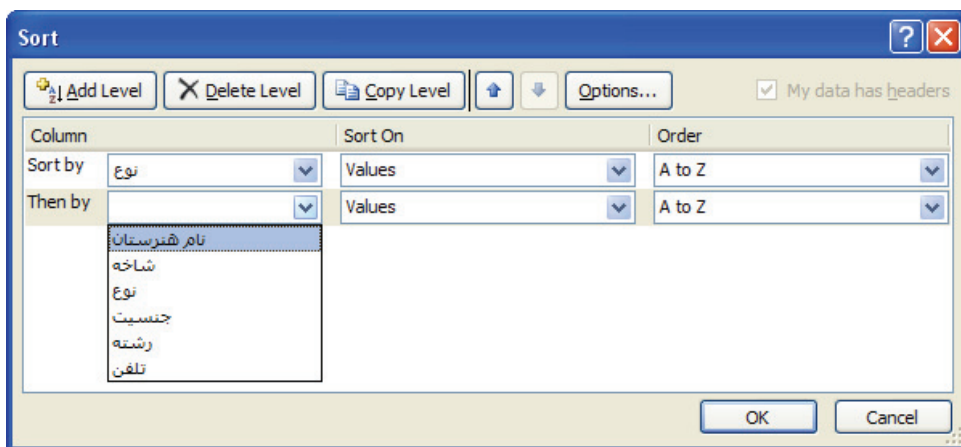 Sort
Add Level Delete Level Copy Level Options... My data has headers
Column Sort On Order
Sort by نوع Values A to Z
Then by Values A to Z
نام هنرستان
شاخه
نوع
جنسیت
رشته
تلفن
OK Cancel